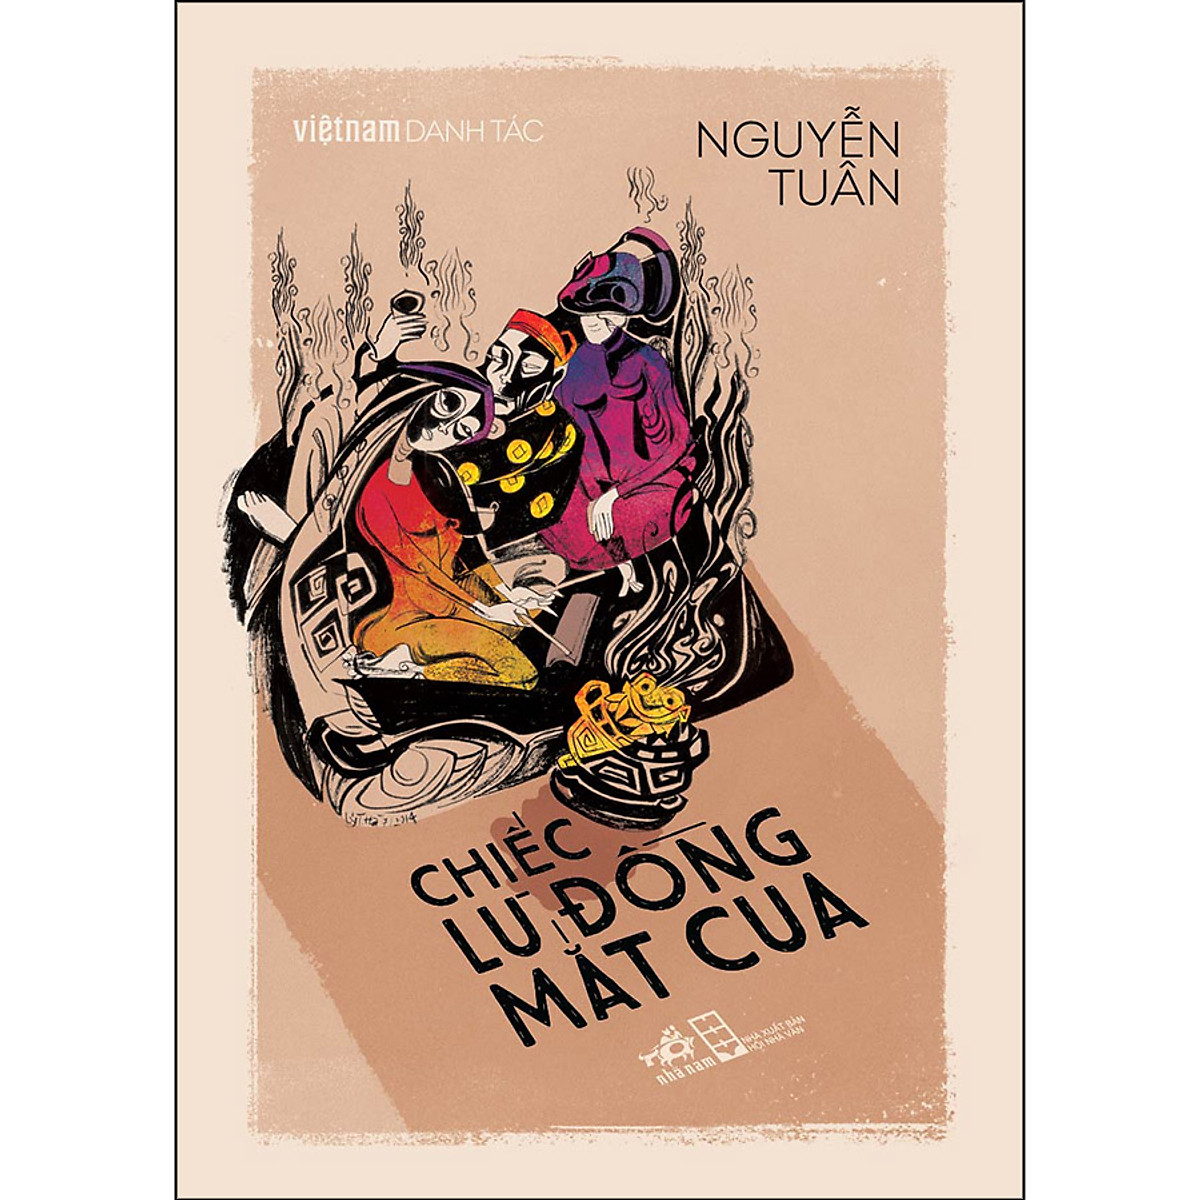 việtnam DANH TÁC
NGUYỄN
TUÂN
CHIẾC
LƯ ĐỒNG
MẮT CUA
nhã nam
NHÀ XUẤT BẢN
HỘI NHÀ VĂN